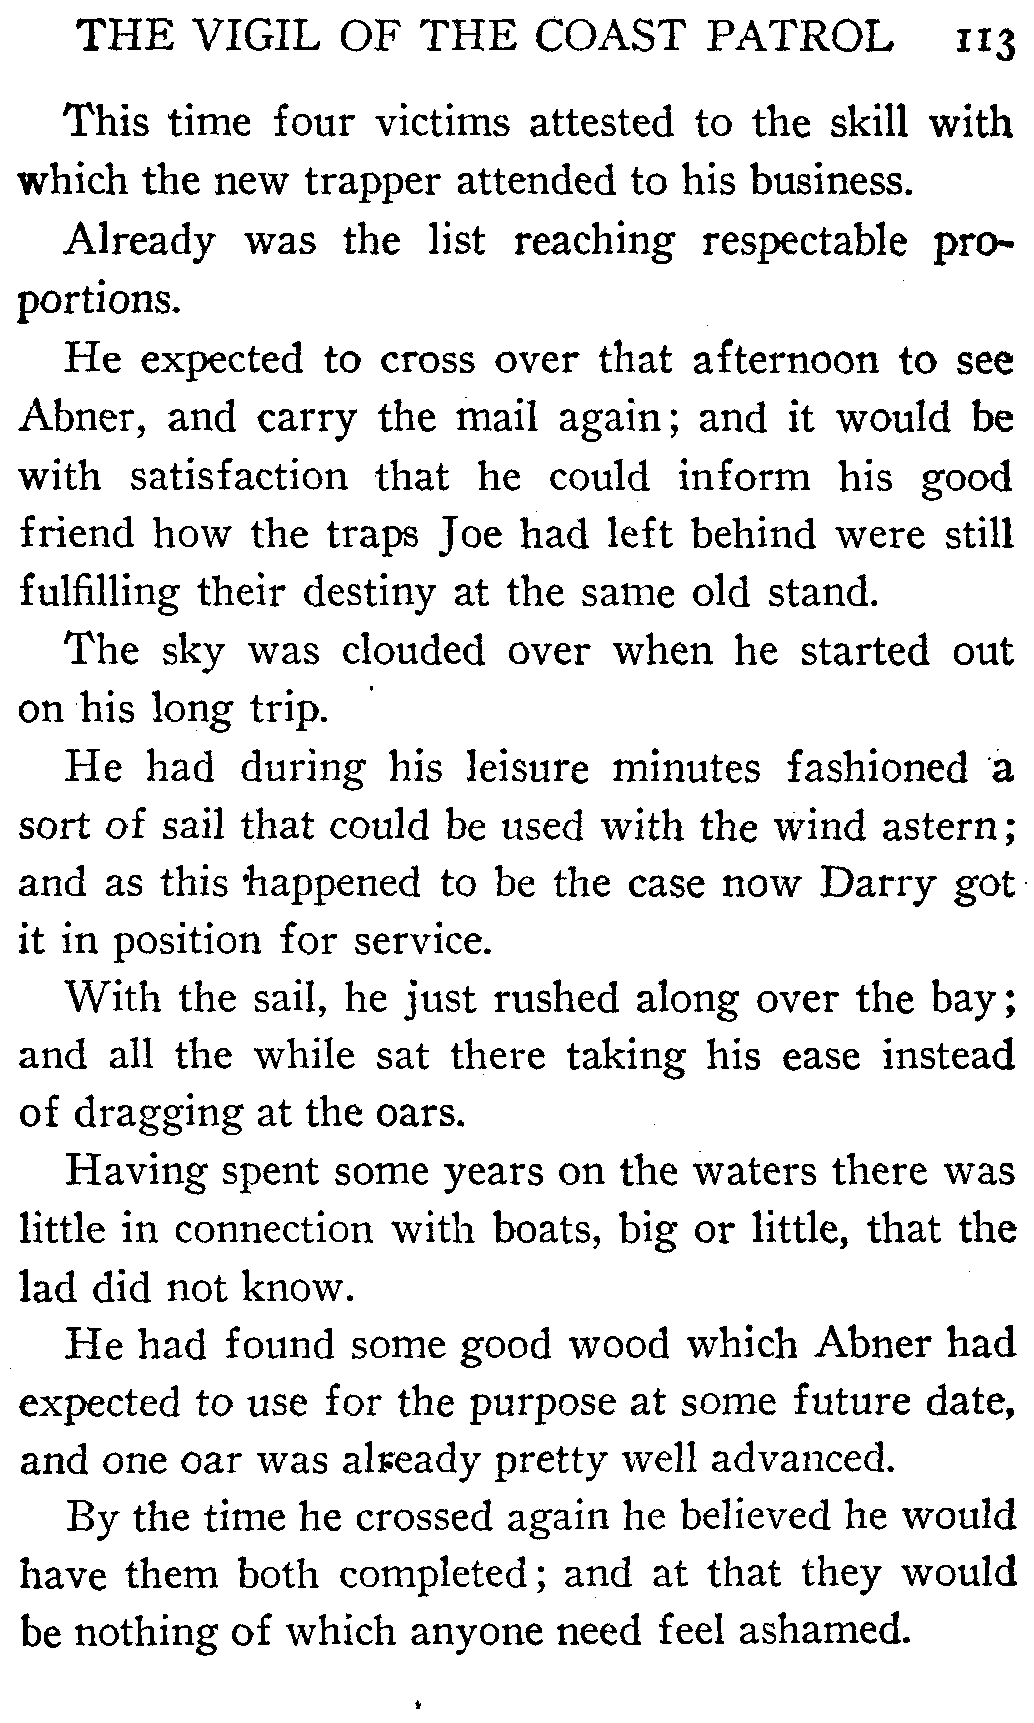 THE VIGIL OF THE COAST PATROL 113
This time four victims attested to the skill with
which the new trapper attended to his business.
Already was the list reaching respectable pro-
portions.
He expected to cross over that afternoon to see
Abner, and carry the mail again; and it would be
with satisfaction that he could inform his good
friend how the traps Joe had left behind were still
fulfilling their destiny at the same old stand.
The sky was clouded over when he started out
on his long trip.
He had during his leisure minutes fashioned a
sort of sail that could be used with the wind astern;
and as this happened to be the case now Darry got
it in position for service.
With the sail, he just rushed along over the bay;
and all the while sat there taking his ease instead
of dragging at the oars.
Having spent some years on the waters there was
little in connection with boats, big or little, that the
lad did not know.
He had found some good wood which Abner had
expected to use for the purpose at some future date,
and one oar was already pretty well advanced.
By the time he crossed again he believed he would
have them both completed; and at that they would
be nothing of which anyone need feel ashamed.